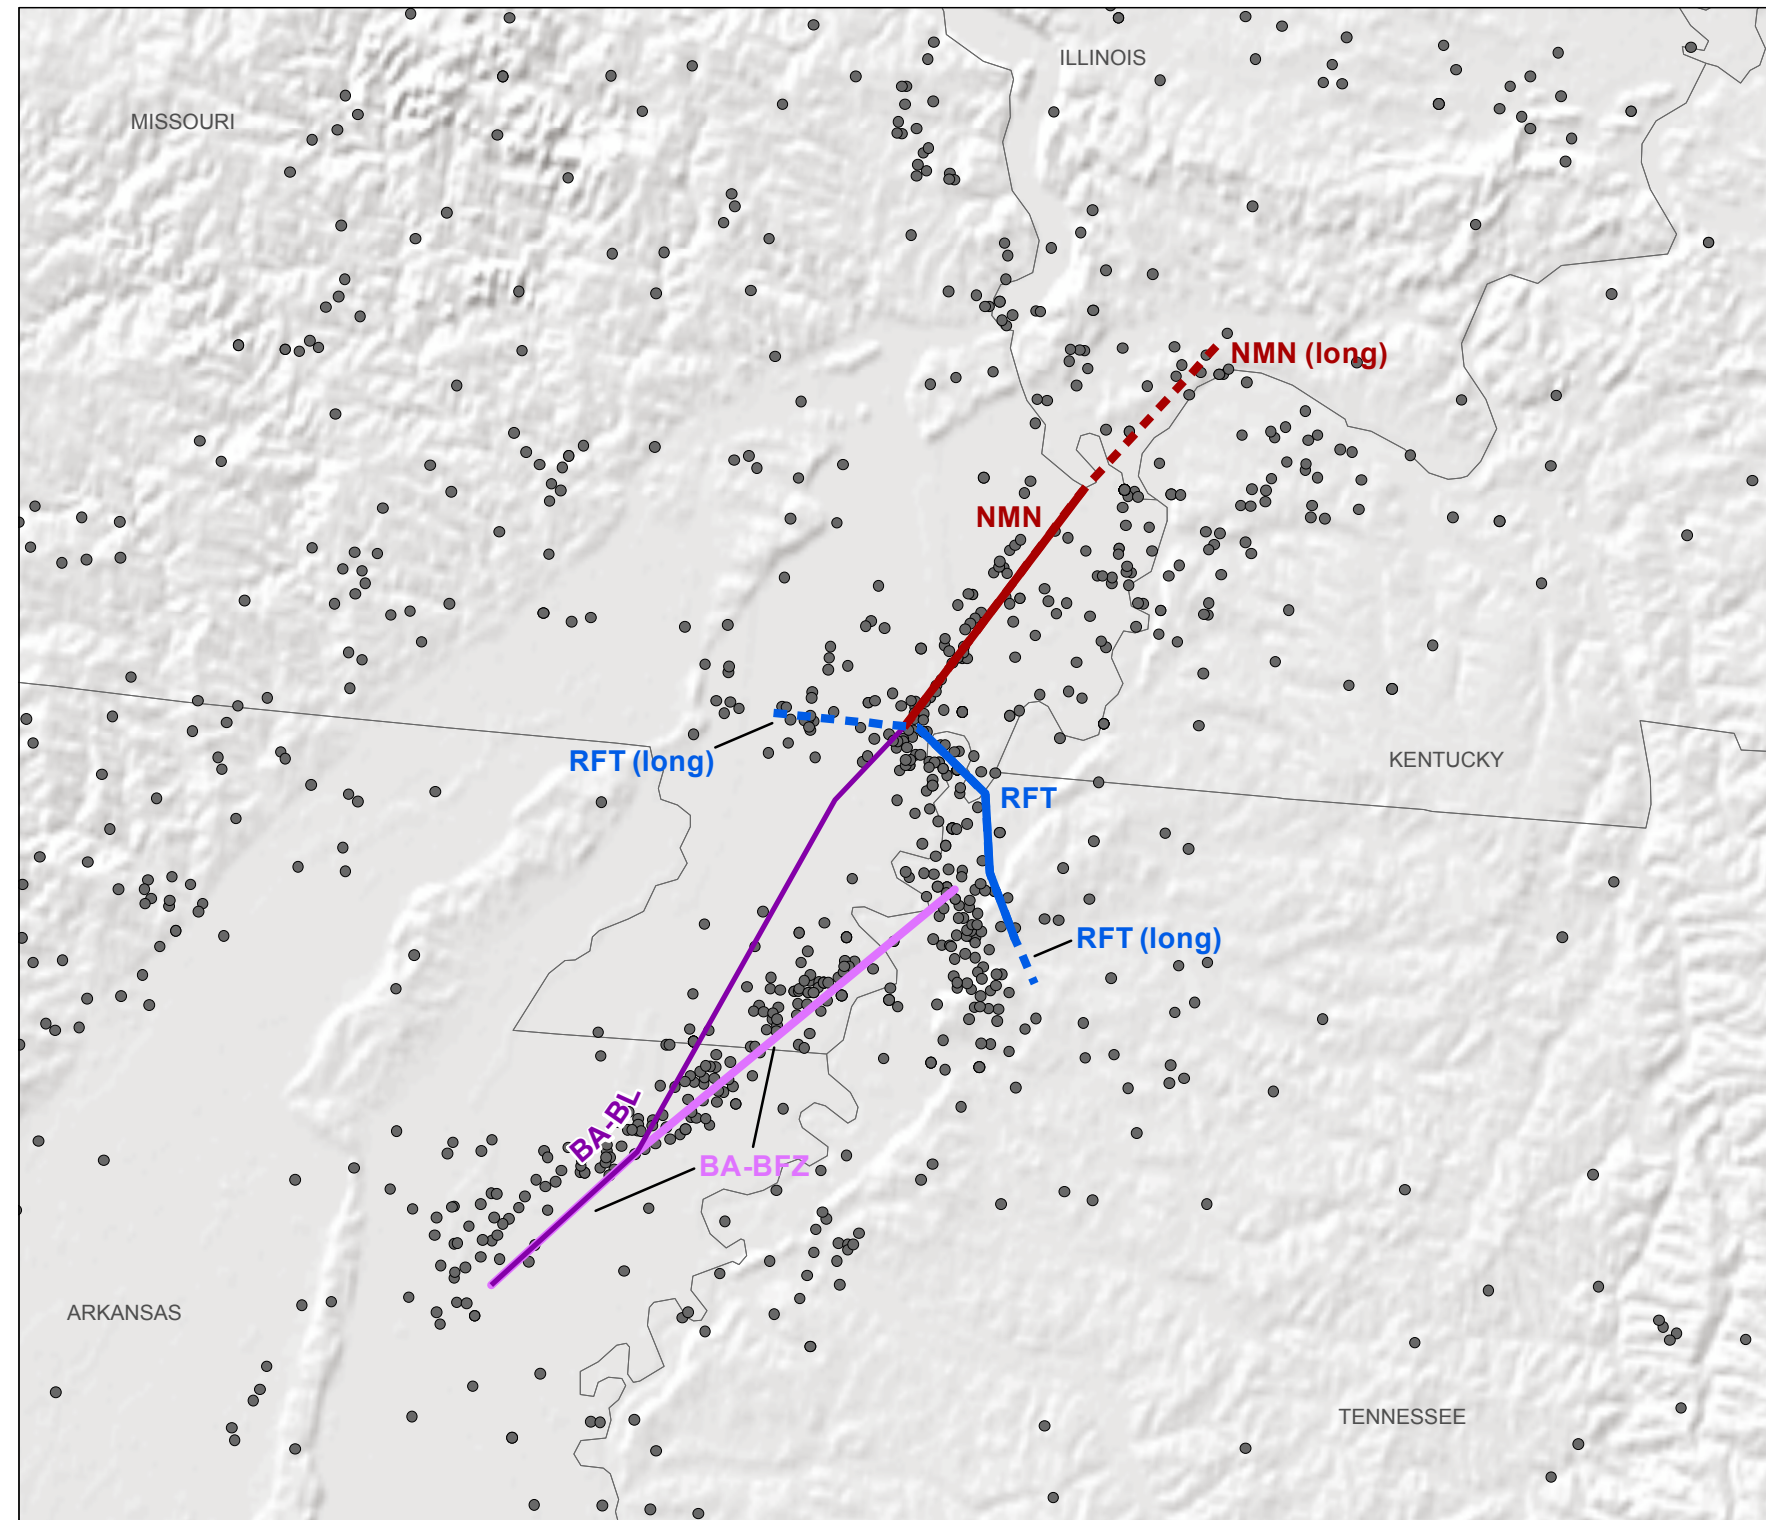 ILLINOIS
MISSOURI
NMN (long)
NMN
RFT (long)
KENTUCKY
RFT
RFT (long)
BA-BL
BA-BFZ
ARKANSAS
TENNESSEE